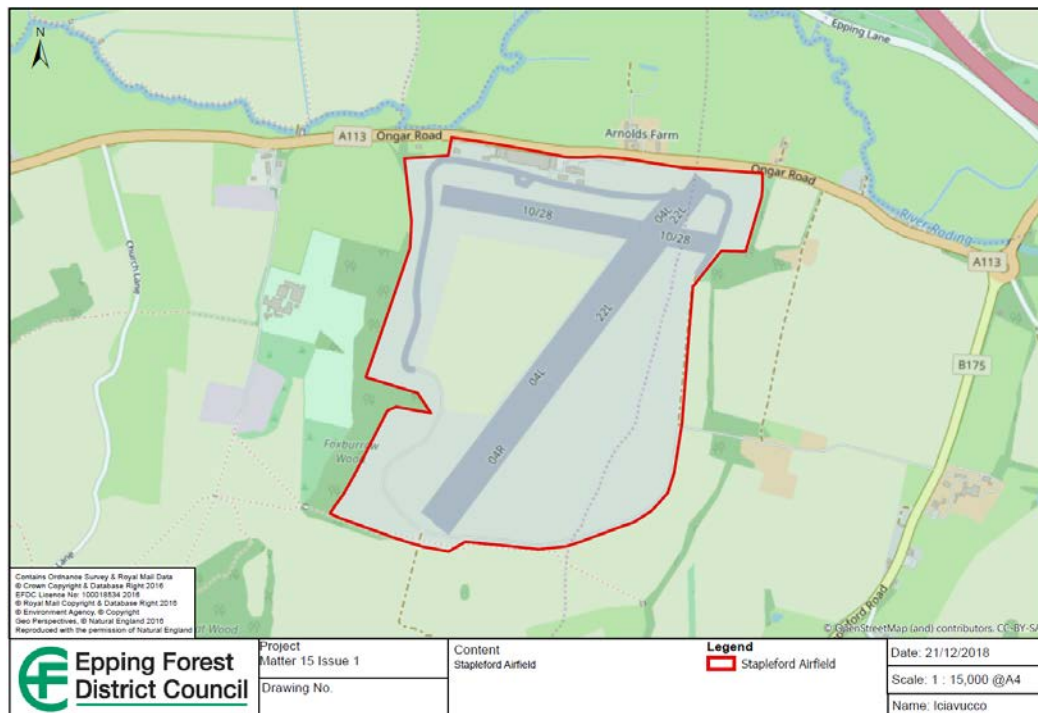 N
Epping Lane
A113
Ongar Road
Arnolds Farm
Ongar Road
River Roding
A113
10/28
04L
22L
10/28
Church Lane
22L
04L
B175
04R
Foxburrow
Wood
Lane
Contains Ordnance Survey & Royal Mail Data
© Crown Copyright & Database Right 2016
EFDC Licence No: 100018534 2016
© Royal Mail Copyright & Database Right 2016
© Environment Agency, © Copyright
Geo Perspectives, © Natural England 2016
Reproduced with the permission of Natural England
Wood
Road
© OpenStreetMap (and) contributors, CC-BY-SA
Epping Forest
District Council
Project
Matter 15 Issue 1
Drawing No.
Content
Stapleford Airfield
Legend
Stapleford Airfield
Date: 21/12/2018
Scale: 1 : 15,000 @A4
Name: lciavucco